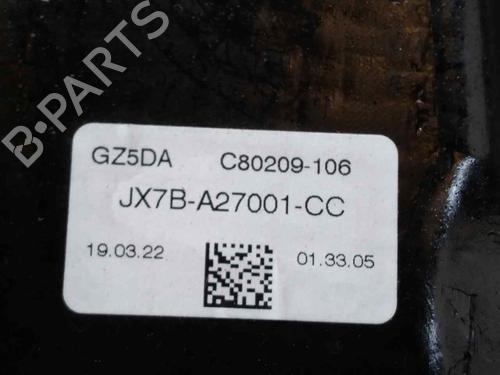 B-PARTS
GZ5DA C80209-106
JX7B-A27001-CC
19.03.22 01.33.05